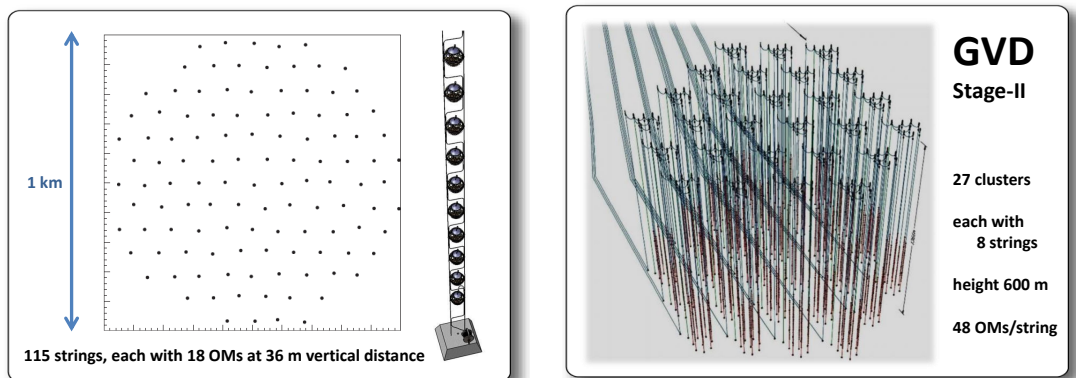 1 km
115 strings, each with 18 OMs at 36 m vertical distance
GVD
Stage-II
27 clusters
each with
8 strings
height 600 m
48 OMs/string